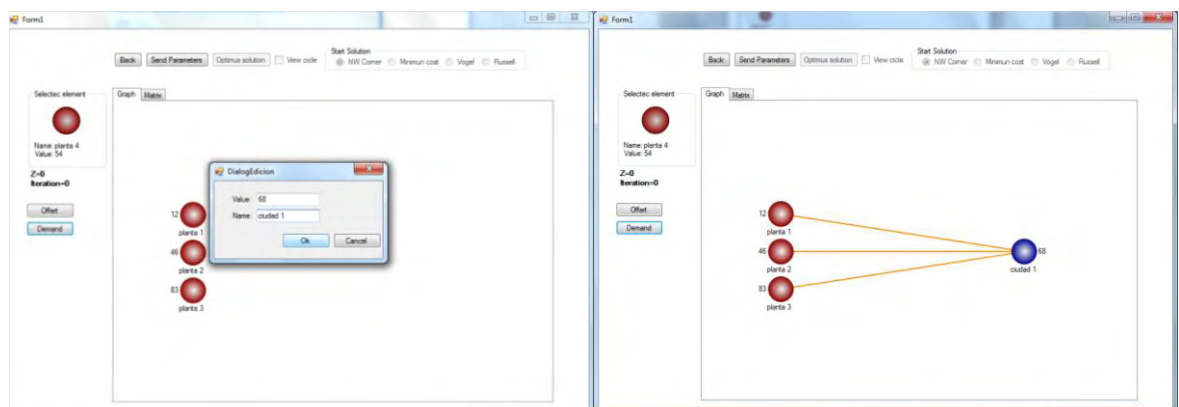 Form1
Back Send Parameters Optimus solution View cicle
Start Solution
NW Corner Minimun cost Vogel Russell
Selectec element
Graph Matrix
Name: planta 4
Value: 54
Z=0
Iteration=0
Offet
Demand
12
planta 1
46
planta 2
83
planta 3
DialogEdicion
Value: 68
Name: ciudad 1
Ok Cancel
Form1
Back Send Parameters Optimus solution View cicle
Start Solution
NW Corner Minimun cost Vogel Russell
Selectec element
Graph Matrix
Name: planta 4
Value: 54
Z=0
Iteration=0
Offet
Demand
12
planta 1
46
planta 2
83
planta 3
68
ciudad 1